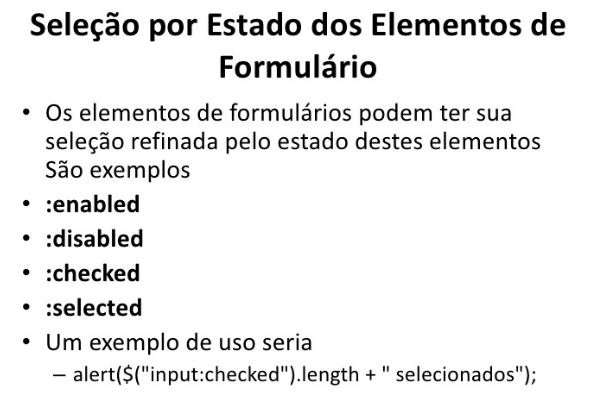 Seleção por Estado dos Elementos de
Formulário
• Os elementos de formulários podem ter sua
seleção refinada pelo estado destes elementos
São exemplos
• :enabled
• :disabled
• :checked
• :selected
• Um exemplo de uso seria
– alert($("input:checked").length + " selecionados");